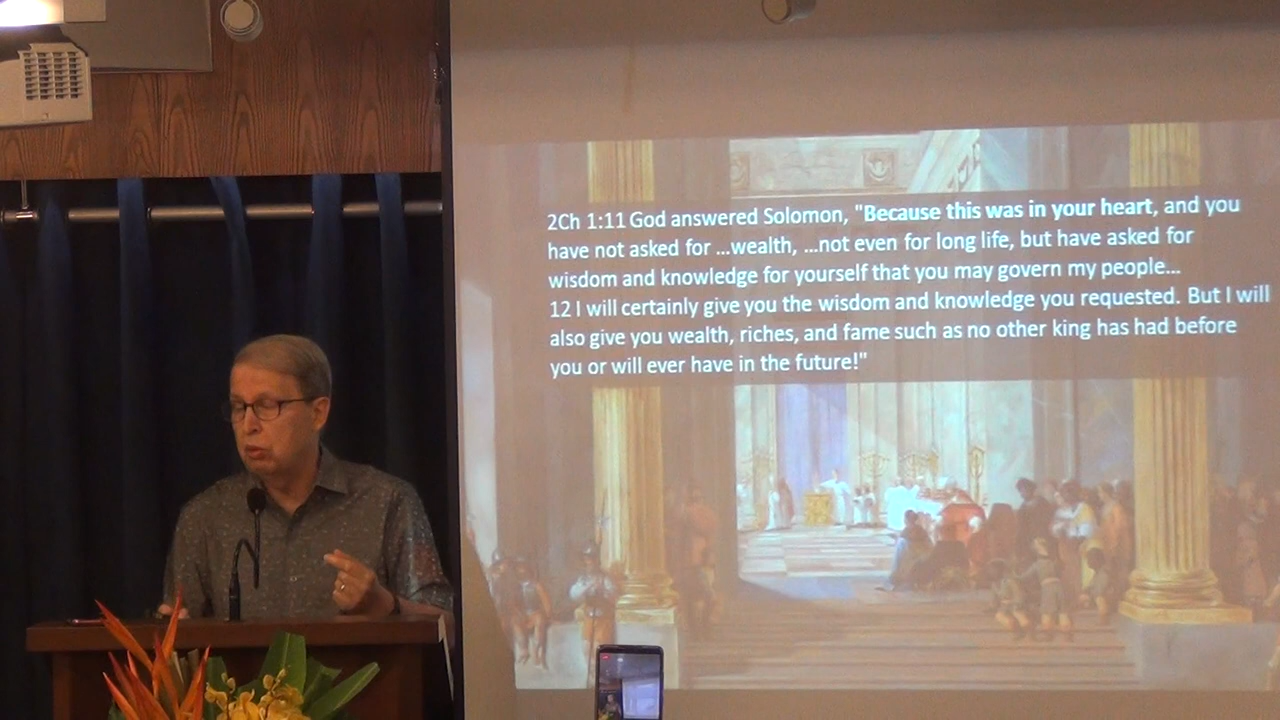 2Ch 1:11 God answered Solomon, "Because this was in your heart, and you
have not asked for ...wealth, ...not even for long life, but have asked for
wisdom and knowledge for yourself that you may govern my people...
12 I will certainly give you the wisdom and knowledge you requested. But I will
also give you wealth, riches, and fame such as no other king has had before
you or will ever have in the future!"